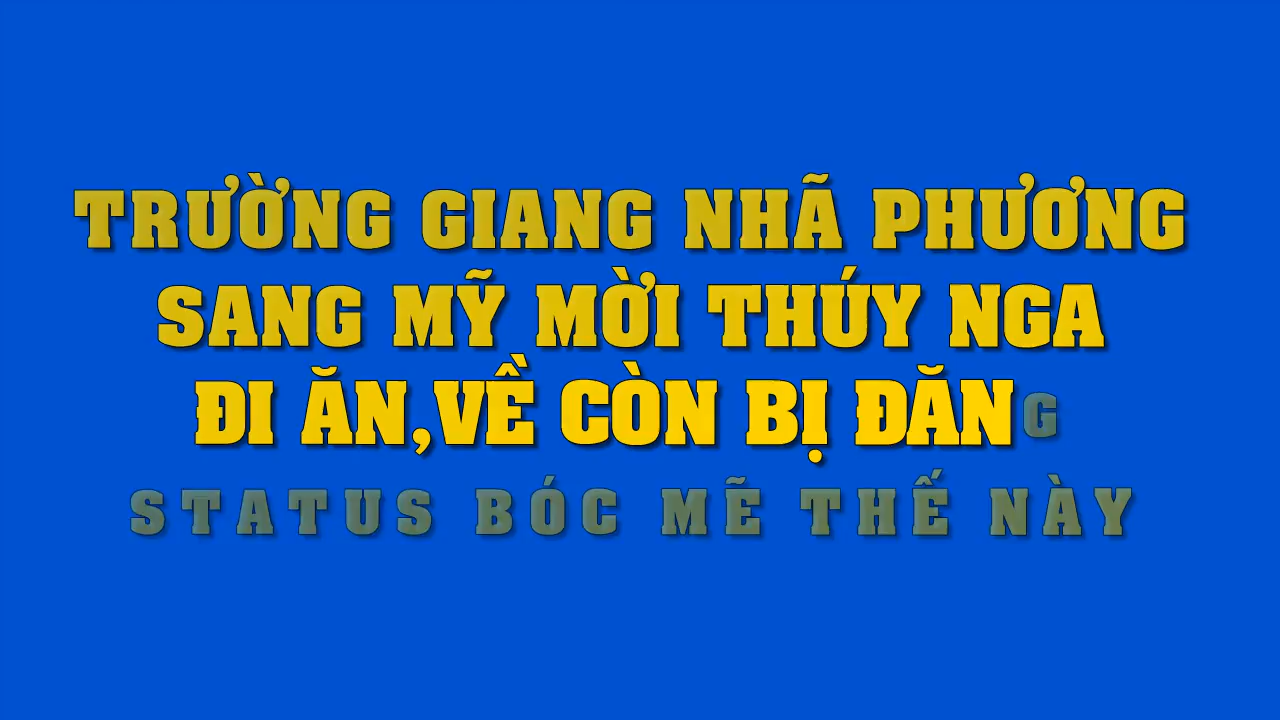 TRƯỜNG GIANG NHÃ PHƯƠNG
SANG MỸ MỜI THÚY NGA
ĐI ĂN,VỀ CÒN BỊ ĐĂNG
STATUS BÓC MẼ THẾ NÀY